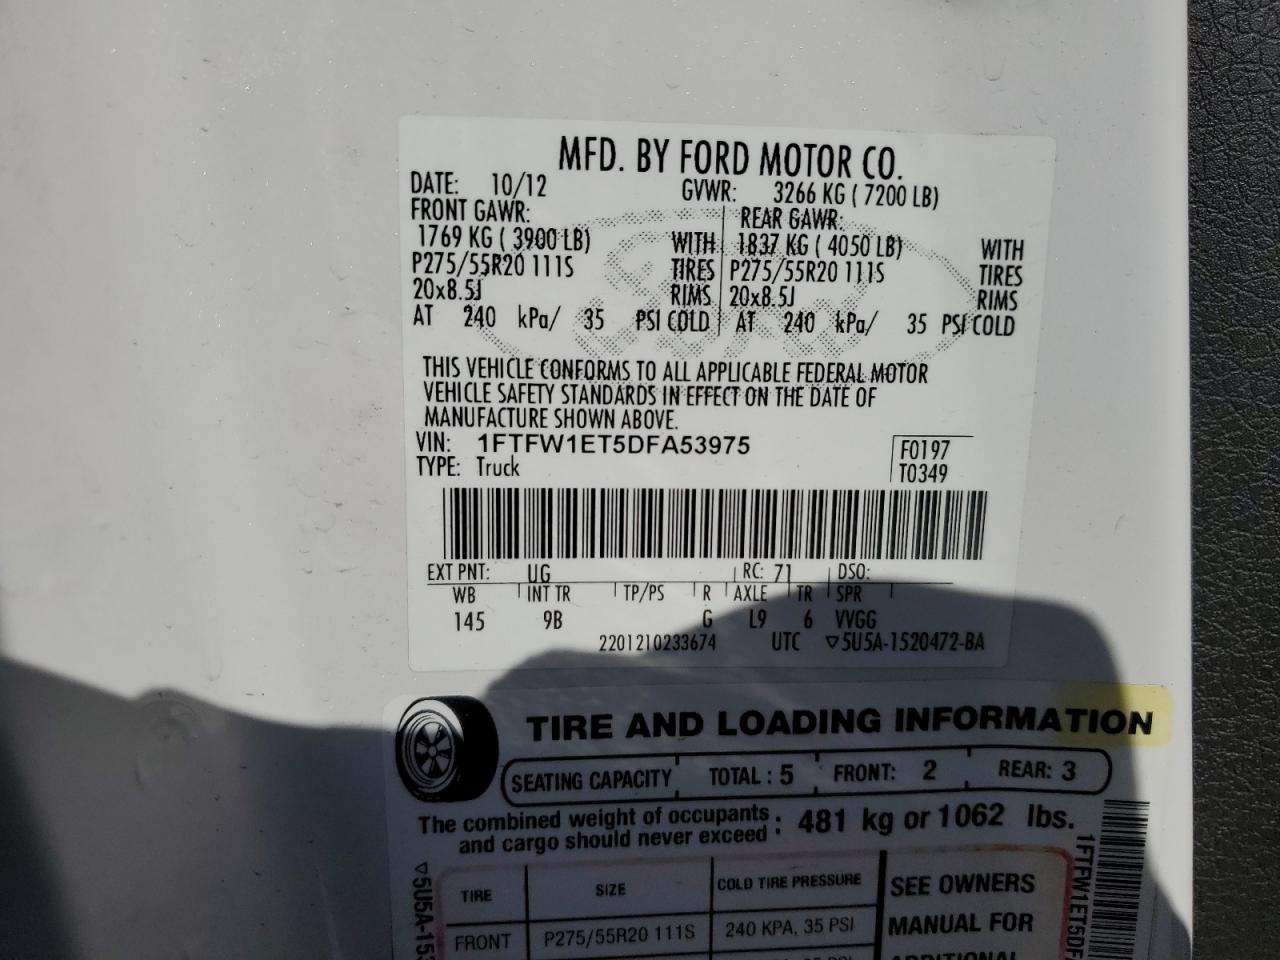 MFD. BY FORD MOTOR CO.
DATE: 10/12 GVWR: 3266 KG ( 7200 LB)
FRONT GAWR: REAR GAWR:
1769 KG ( 3900 LB) WITH 1837 KG ( 4050 LB) WITH
P275/55R20 111S TIRES P275/55R20 111S TIRES
20x8.5J RIMS 20x8.5J RIMS
AT 240 kPa/ 35 PSI COLD AT 240 kPa/ 35 PSI COLD
THIS VEHICLE CONFORMS TO ALL APPLICABLE FEDERAL MOTOR
VEHICLE SAFETY STANDARDS IN EFFECT ON THE DATE OF
MANUFACTURE SHOWN ABOVE.
VIN: 1FTFW1ET5DFA53975 F0197
TYPE: Truck T0349
EXT PNT: UG RC: 71 DSO:
WB INT TR TP/PS R AXLE TR SPR
145 9B G L9 6 VVGG
2201210233674 UTC ▽5U5A-1520472-BA
TIRE AND LOADING INFORMATION
SEATING CAPACITY TOTAL : 5 FRONT: 2 REAR: 3
The combined weight of occupants
and cargo should never exceed : 481 kg or 1062 lbs.
TIRE SIZE COLD TIRE PRESSURE SEE OWNERS
FRONT P275/55R20 111S 240 KPA, 35 PSI MANUAL FOR
ADDITIONAL
▽5U5A-15
1FTFW1ET5DF